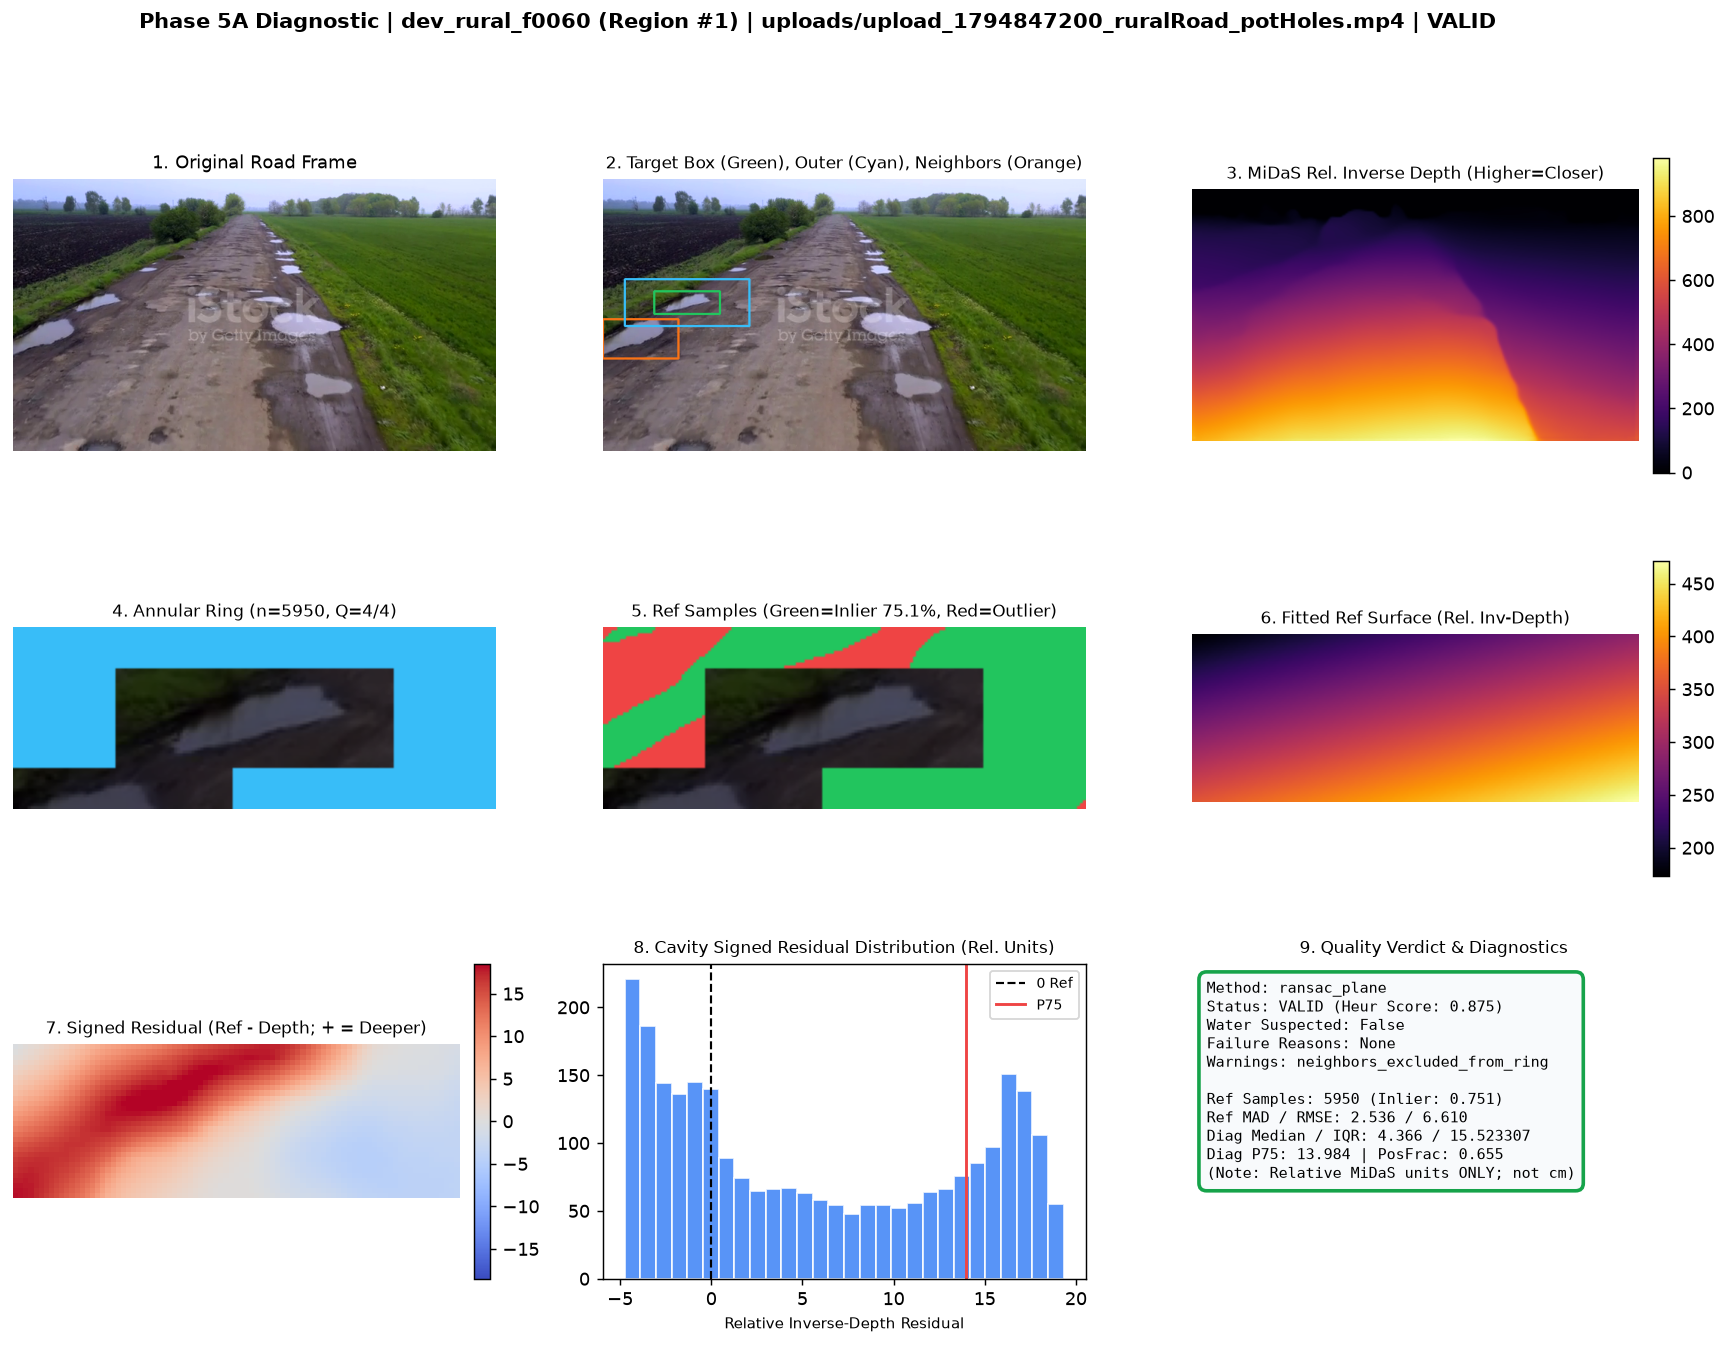 Phase 5A Diagnostic | dev_rural_f0060 (Region #1) | uploads/upload_1794847200_ruralRoad_potHoles.mp4 | VALID
1. Original Road Frame
iStock
by Getty Images
2. Target Box (Green), Outer (Cyan), Neighbors (Orange)
iStock
by Getty Images
3. MiDaS Rel. Inverse Depth (Higher=Closer)
800
600
400
200
0
4. Annular Ring (n=5950, Q=4/4)
5. Ref Samples (Green=Inlier 75.1%, Red=Outlier)
6. Fitted Ref Surface (Rel. Inv-Depth)
450
400
350
300
250
200
7. Signed Residual (Ref - Depth; + = Deeper)
15
10
5
0
−5
−10
−15
8. Cavity Signed Residual Distribution (Rel. Units)
0 Ref
P75
200
150
100
50
0
−5 0 5 10 15 20
Relative Inverse-Depth Residual
9. Quality Verdict & Diagnostics
Method: ransac_plane
Status: VALID (Heur Score: 0.875)
Water Suspected: False
Failure Reasons: None
Warnings: neighbors_excluded_from_ring
Ref Samples: 5950 (Inlier: 0.751)
Ref MAD / RMSE: 2.536 / 6.610
Diag Median / IQR: 4.366 / 15.523307
Diag P75: 13.984 | PosFrac: 0.655
(Note: Relative MiDaS units ONLY; not cm)